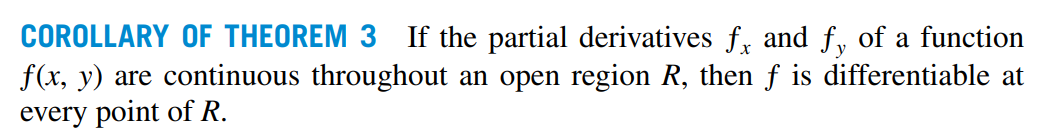 COROLLARY OF THEOREM 3 If the partial derivatives fₓ and f_y of a function
f(x, y) are continuous throughout an open region R, then f is differentiable at
every point of R.